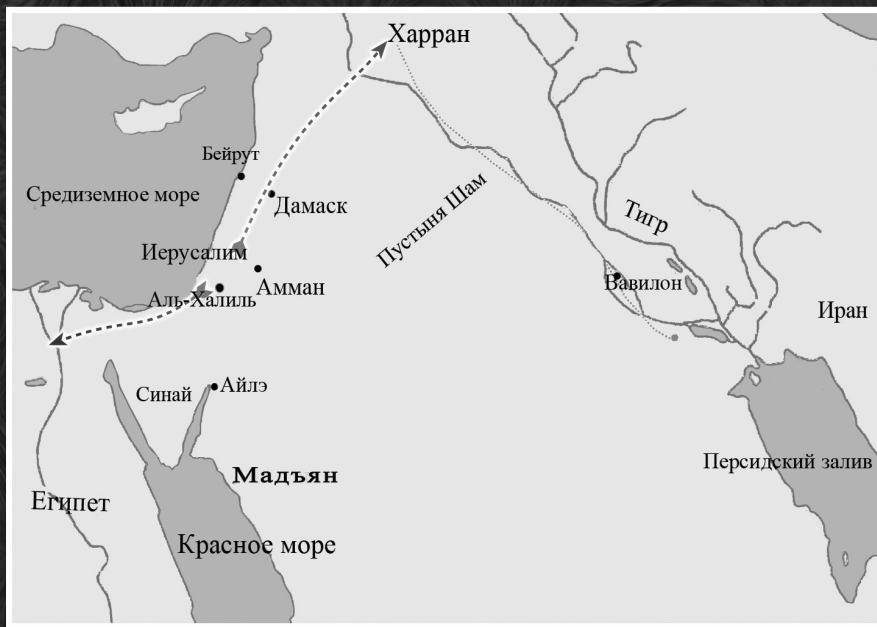 Харран
Бейрут
Средиземное море
Дамаск
Пустыня Шам
Тигр
Иерусалим
Амман
Вавилон
Аль-Халиль
Иран
Синай
Айлэ
Мадъян
Персидский залив
Египет
Красное море